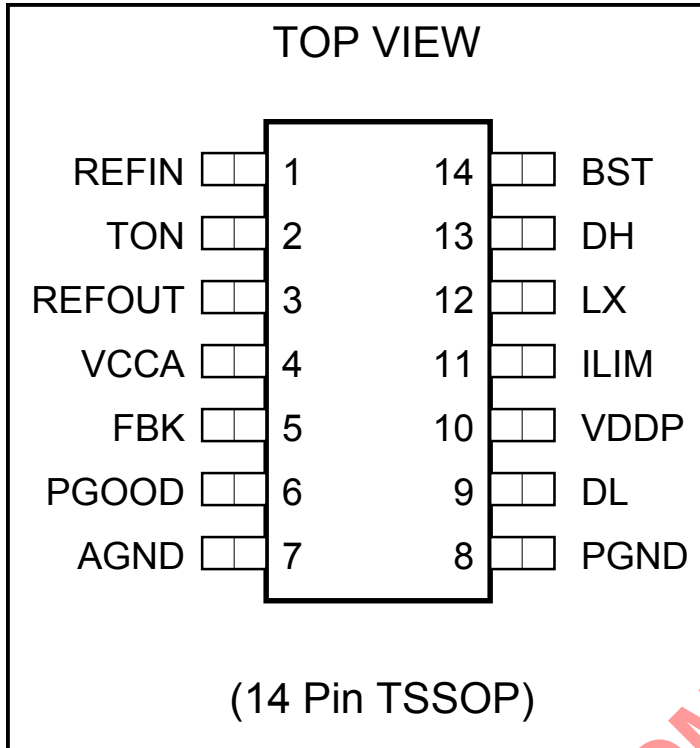 TOP VIEW
REFIN 1 14 BST
TON 2 13 DH
REFOUT 3 12 LX
VCCA 4 11 ILIM
FBK 5 10 VDDP
PGOOD 6 9 DL
AGND 7 8 PGND
(14 Pin TSSOP)